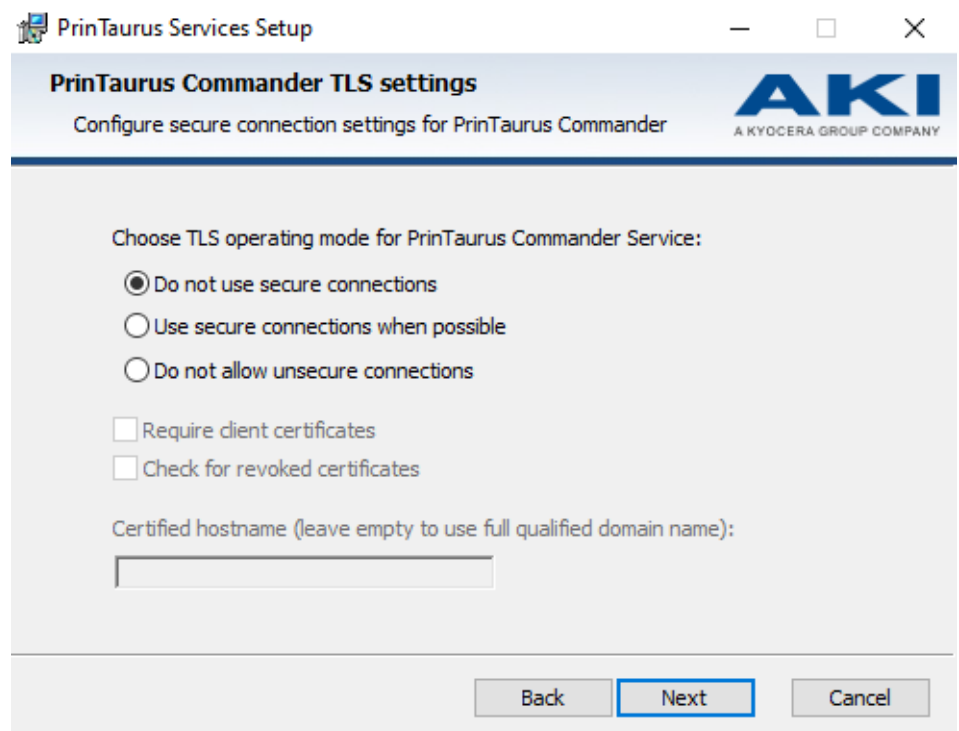 PrinTaurus Services Setup
PrinTaurus Commander TLS settings
Configure secure connection settings for PrinTaurus Commander
AKI
A KYOCERA GROUP COMPANY
Choose TLS operating mode for PrinTaurus Commander Service:
Do not use secure connections
Use secure connections when possible
Do not allow unsecure connections
Require client certificates
Check for revoked certificates
Certified hostname (leave empty to use full qualified domain name):
Back Next Cancel